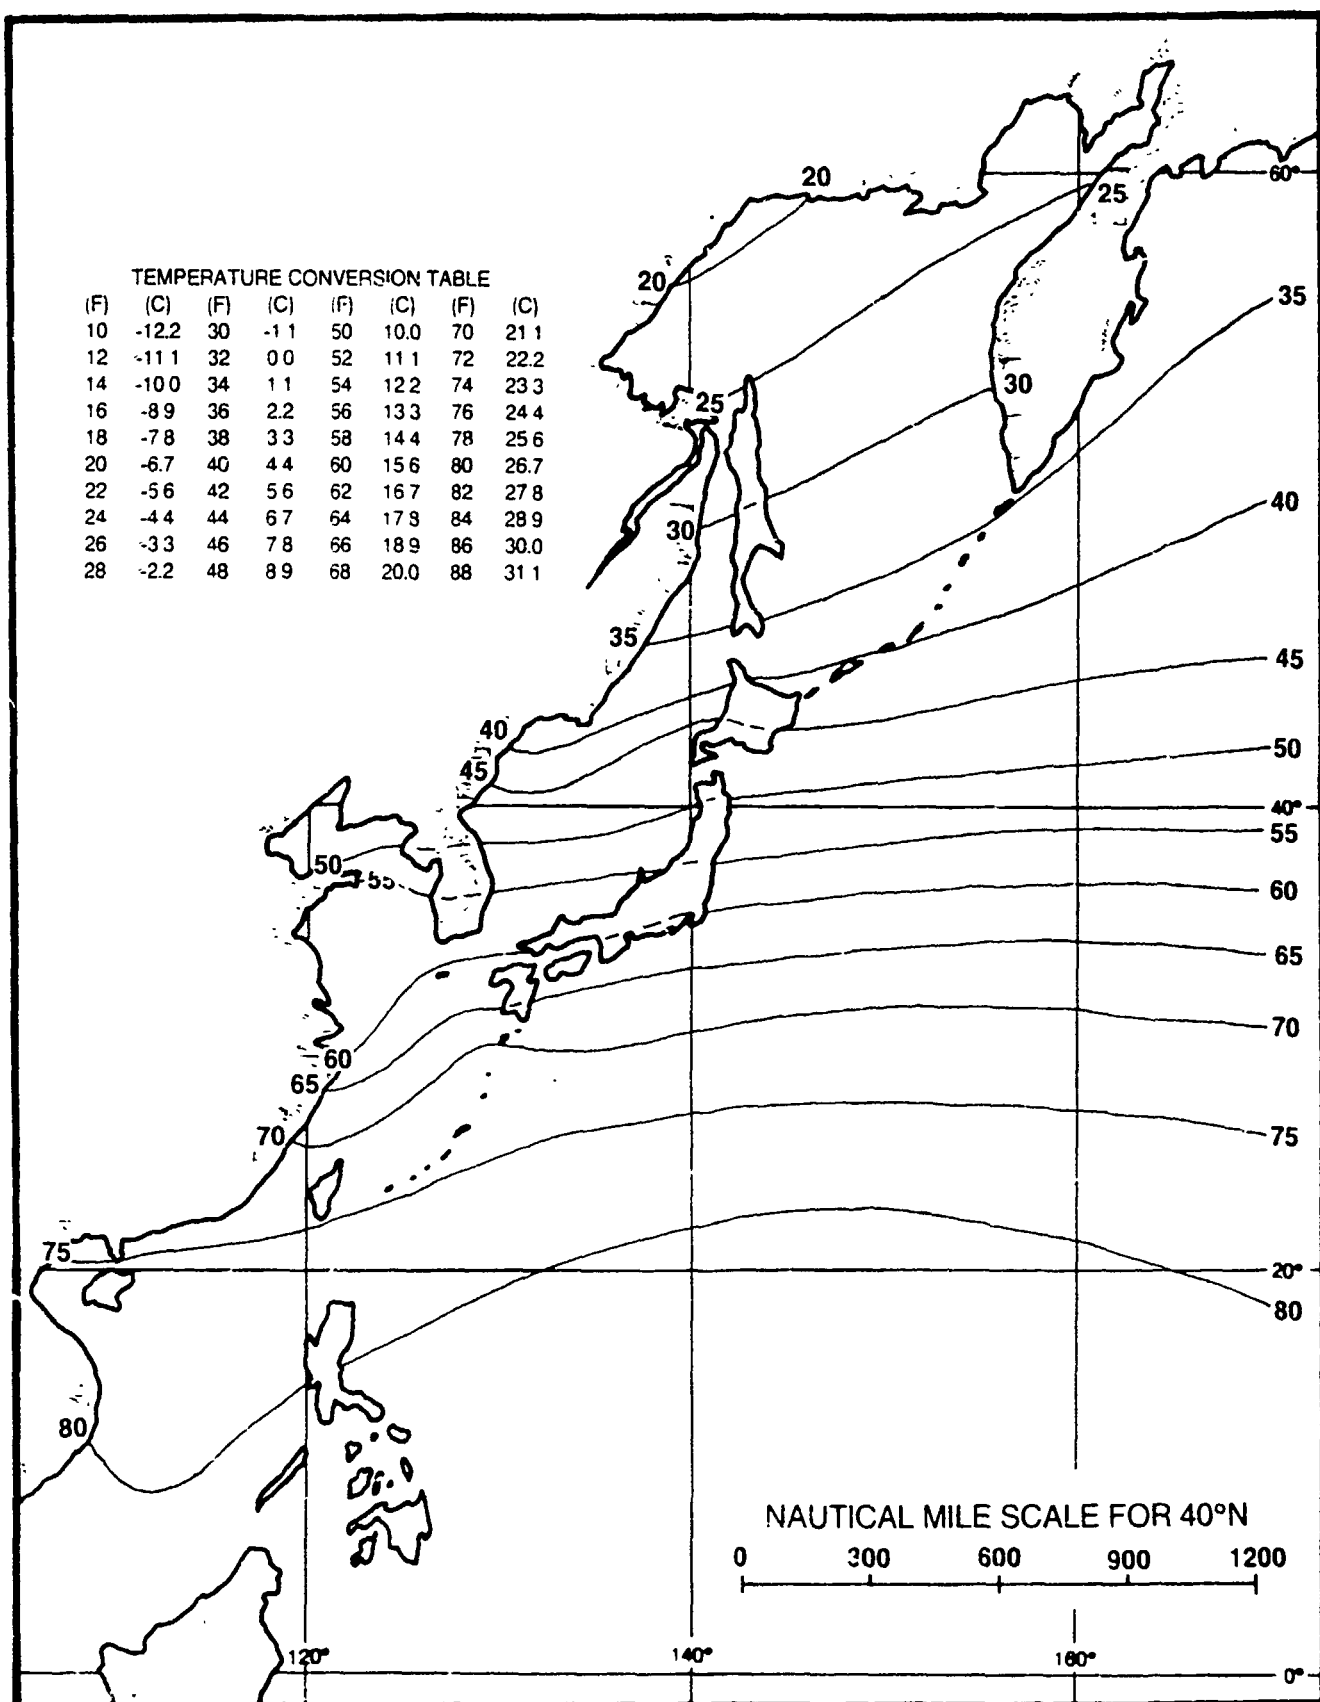 20
60°
25
TEMPERATURE CONVERSION TABLE
20
35
(F) (C) (F) (C) (F) (C) (F) (C)
10 -12.2 30 -1 1 50 10.0 70 21 1
12 -11 1 32 0 0 52 11 1 72 22.2
14 -10 0 34 1 1 54 12 2 74 23 3
16 -8 9 36 2.2 56 13 3 76 24 4
18 -7 8 38 3 3 58 14 4 78 25 6
20 -6.7 40 4 4 60 15 6 80 26.7
22 -5 6 42 5 6 62 16 7 82 27 8
24 -4 4 44 6 7 64 17 8 84 28 9
26 -3 3 46 7 8 66 18 9 86 30.0
28 -2.2 48 8 9 68 20.0 88 31 1
30
25
40
30
35
45
40
50
45
40°
55
50
55
60
65
70
60
65
70
75
75
20°
80
80
NAUTICAL MILE SCALE FOR 40°N
0 300 600 900 1200
120° 140° 160° 0°